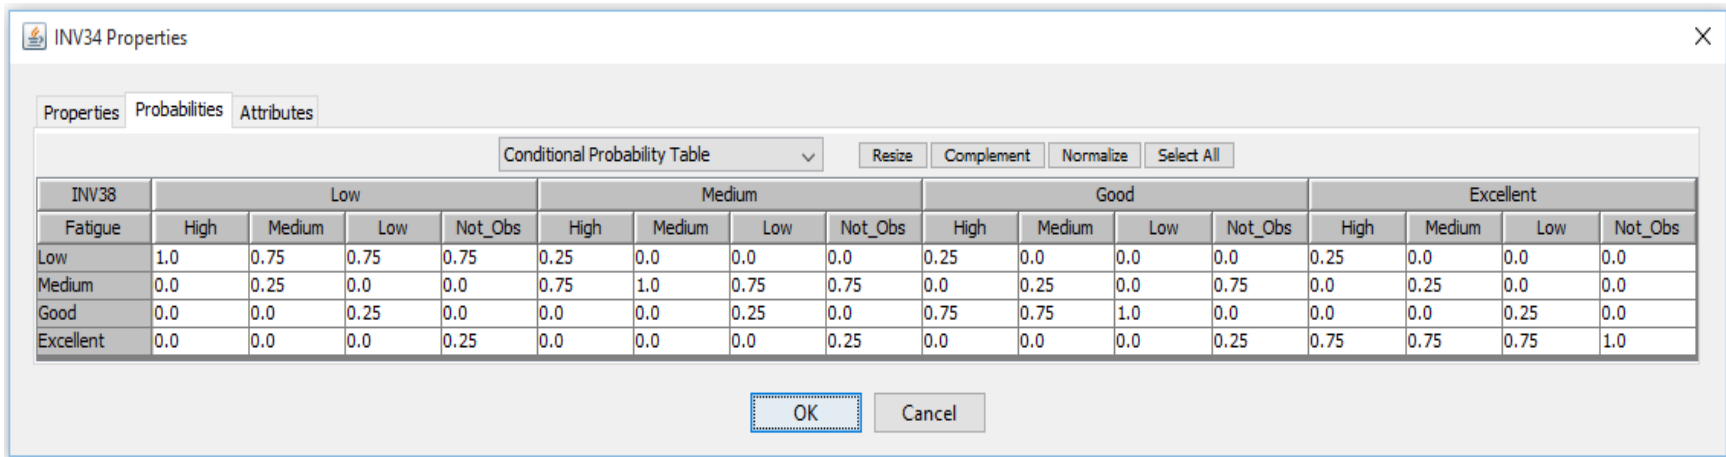 INV34 Properties
Properties Probabilities Attributes
Conditional Probability Table Resize Complement Normalize Select All
INV38 Low Medium Good Excellent
Fatigue High Medium Low Not_Obs High Medium Low Not_Obs High Medium Low Not_Obs High Medium Low Not_Obs
Low 1.0 0.75 0.75 0.75 0.25 0.0 0.0 0.0 0.25 0.0 0.0 0.0 0.25 0.0 0.0 0.0
Medium 0.0 0.25 0.0 0.0 0.75 1.0 0.75 0.75 0.0 0.25 0.0 0.75 0.0 0.25 0.0 0.0
Good 0.0 0.0 0.25 0.0 0.0 0.0 0.25 0.0 0.75 0.75 1.0 0.0 0.0 0.0 0.25 0.0
Excellent 0.0 0.0 0.0 0.25 0.0 0.0 0.0 0.25 0.0 0.0 0.0 0.25 0.75 0.75 0.75 1.0
OK Cancel